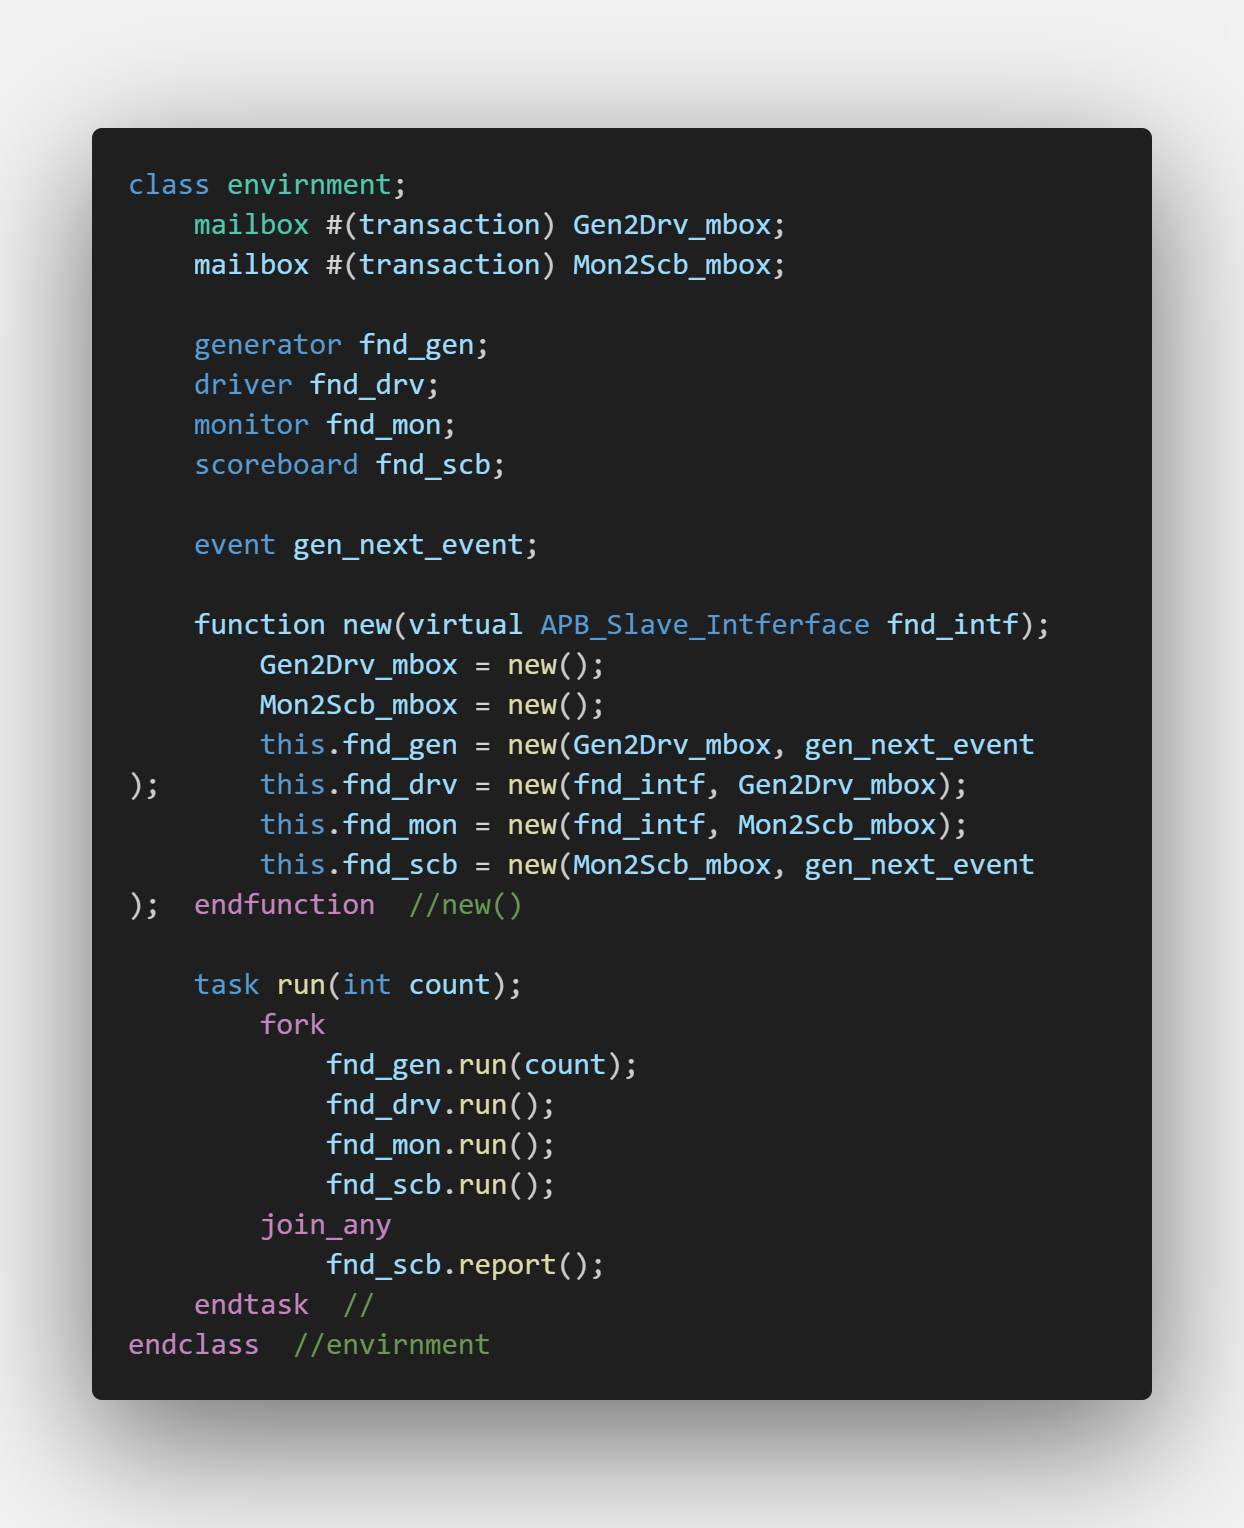 class envirnment;
    mailbox #(transaction) Gen2Drv_mbox;
    mailbox #(transaction) Mon2Scb_mbox;

    generator fnd_gen;
    driver fnd_drv;
    monitor fnd_mon;
    scoreboard fnd_scb;

    event gen_next_event;

    function new(virtual APB_Slave_Intferface fnd_intf);
        Gen2Drv_mbox = new();
        Mon2Scb_mbox = new();
        this.fnd_gen = new(Gen2Drv_mbox, gen_next_event
);      this.fnd_drv = new(fnd_intf, Gen2Drv_mbox);
        this.fnd_mon = new(fnd_intf, Mon2Scb_mbox);
        this.fnd_scb = new(Mon2Scb_mbox, gen_next_event
);  endfunction  //new()

    task run(int count);
        fork
            fnd_gen.run(count);
            fnd_drv.run();
            fnd_mon.run();
            fnd_scb.run();
        join_any
            fnd_scb.report();
    endtask  //
endclass  //envirnment